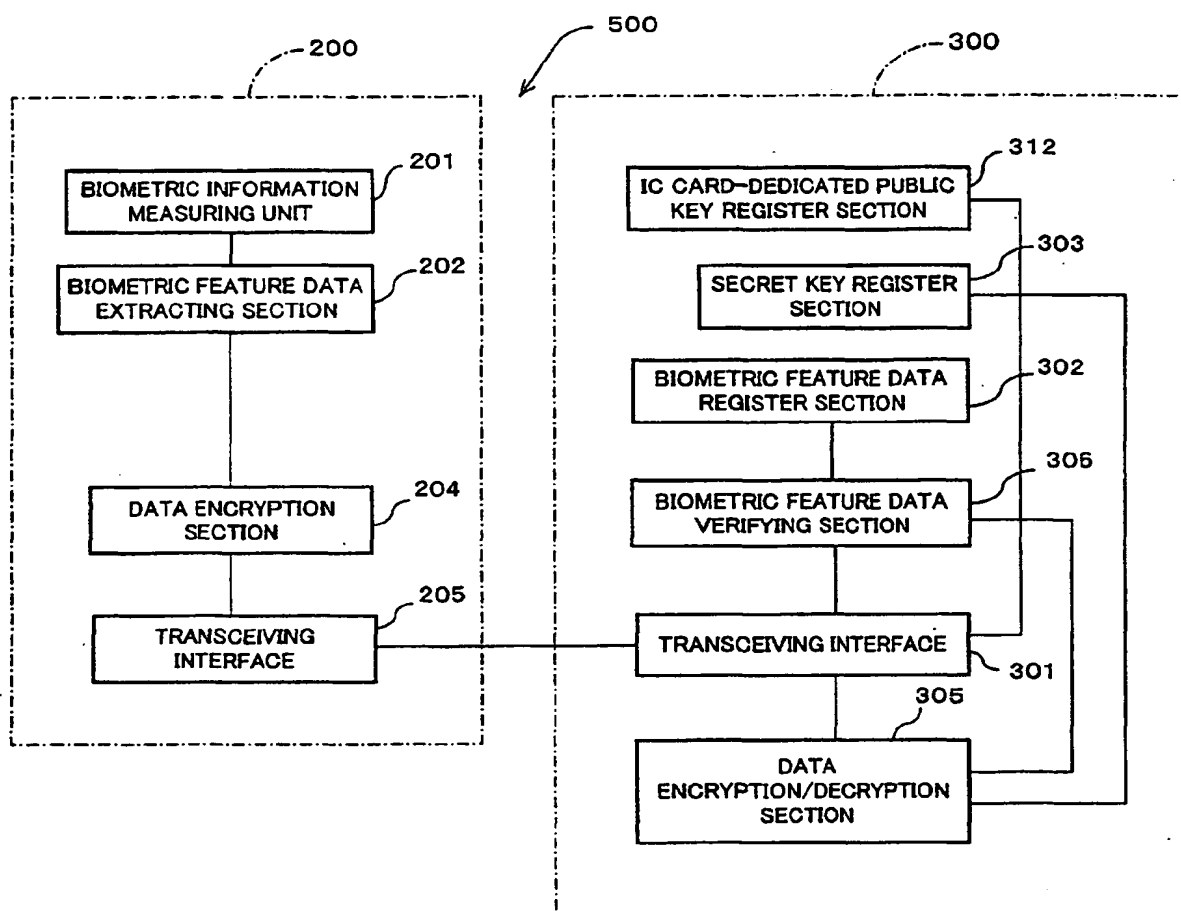 500
200
300
201
BIOMETRIC INFORMATION
MEASURING UNIT
202
BIOMETRIC FEATURE DATA
EXTRACTING SECTION
204
DATA ENCRYPTION
SECTION
205
TRANSCEIVING
INTERFACE
312
IC CARD-DEDICATED PUBLIC
KEY REGISTER SECTION
303
SECRET KEY REGISTER
SECTION
302
BIOMETRIC FEATURE DATA
REGISTER SECTION
306
BIOMETRIC FEATURE DATA
VERIFYING SECTION
TRANSCEIVING INTERFACE
301
305
DATA
ENCRYPTION/DECRYPTION
SECTION